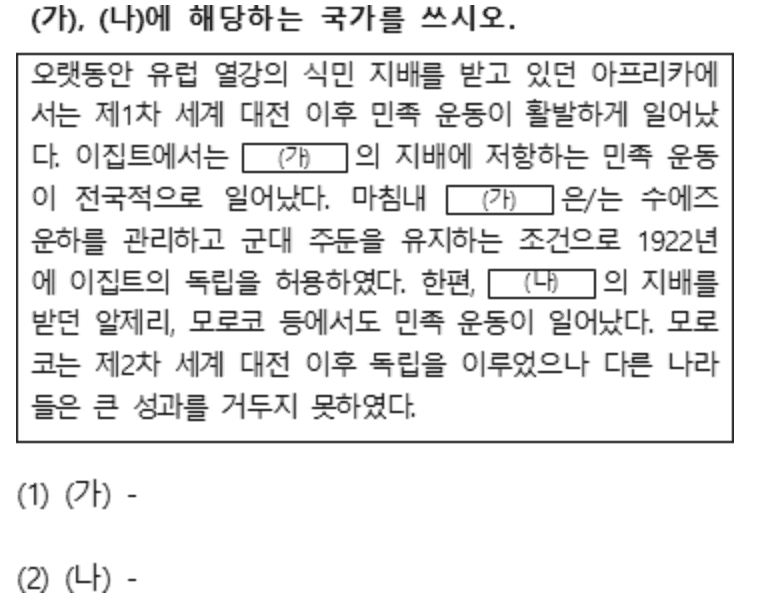 (가), (나)에 해당하는 국가를 쓰시오.
오랫동안 유럽 열강의 식민 지배를 받고 있던 아프리카에
서는 제1차 세계 대전 이후 민족 운동이 활발하게 일어났
다. 이집트에서는 (가) 의 지배에 저항하는 민족 운동
이 전국적으로 일어났다. 마침내 (가) 은/는 수에즈
운하를 관리하고 군대 주둔을 유지하는 조건으로 1922년
에 이집트의 독립을 허용하였다. 한편, (나) 의 지배를
받던 알제리, 모로코 등에서도 민족 운동이 일어났다. 모로
코는 제2차 세계 대전 이후 독립을 이루었으나 다른 나라
들은 큰 성과를 거두지 못하였다.
(1) (가) -
(2) (나) -